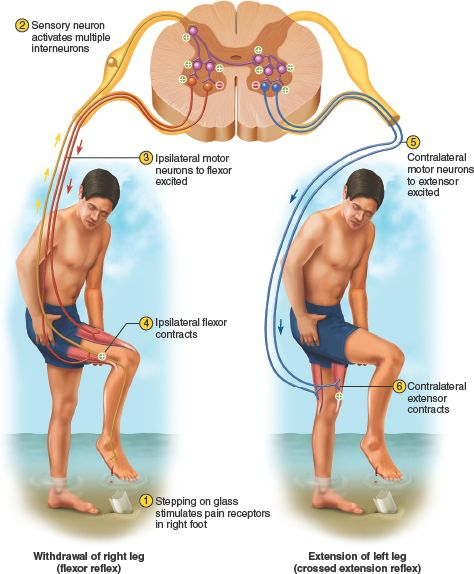 2 Sensory neuron
activates multiple
interneurons
3 Ipsilateral motor
neurons to flexor
excited
5
Contralateral
motor neurons
to extensor
excited
4 Ipsilateral flexor
contracts
6 Contralateral
extensor
contracts
1 Stepping on glass
stimulates pain receptors
in right foot
Withdrawal of right leg
(flexor reflex)
Extension of left leg
(crossed extension reflex)